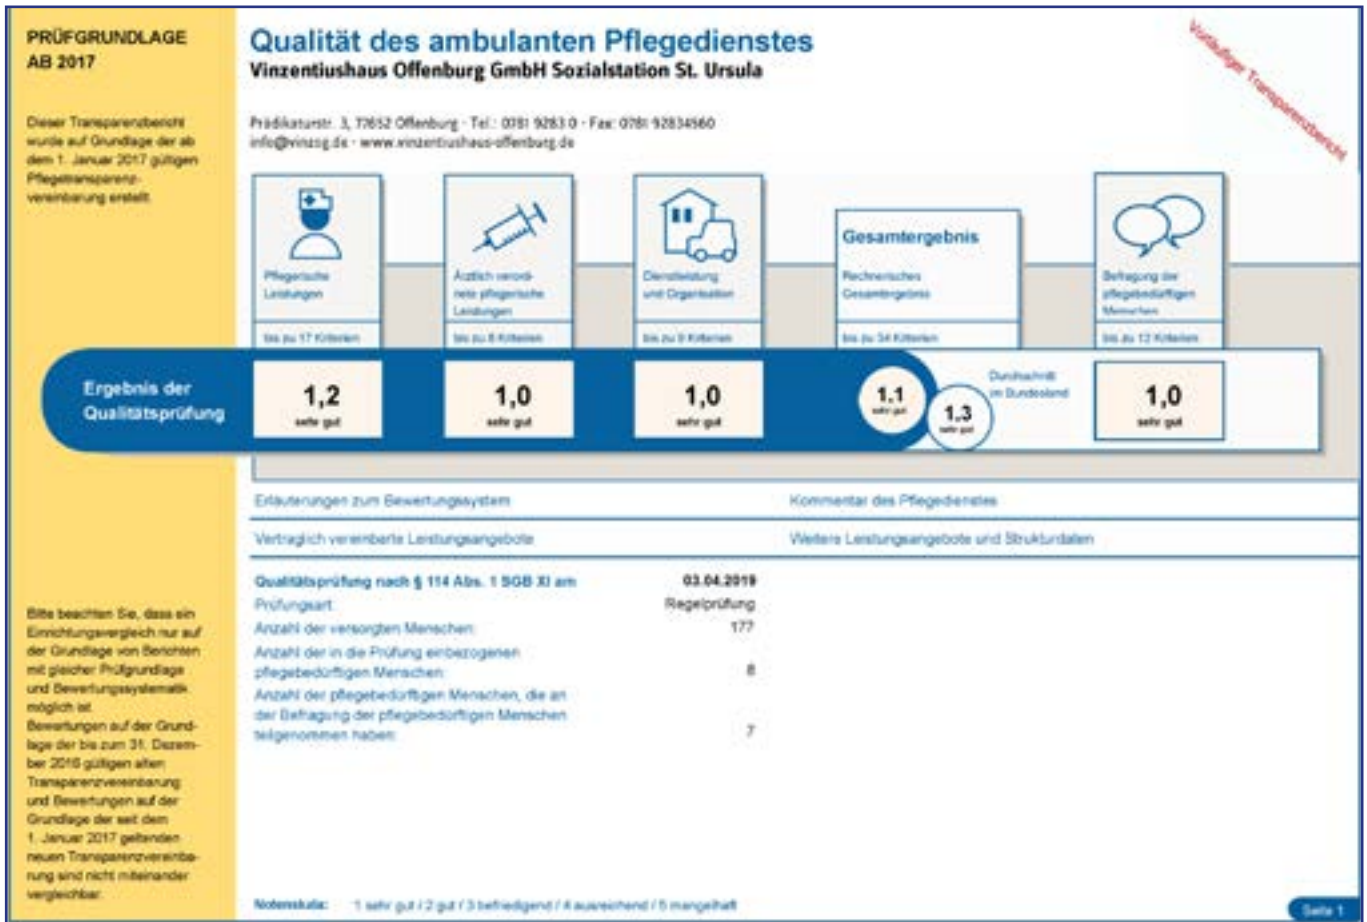 PRÜFGRUNDLAGE
AB 2017
Dieser Transparenzbericht
wurde auf Grundlage der ab
dem 1. Januar 2017 gültigen
Pflegetransparenz-
vereinbarung erstellt.
Bitte beachten Sie, dass ein
Einrichtungsvergleich nur auf
der Grundlage von Berichten
mit gleicher Prüfgrundlage
und Bewertungssystematik
möglich ist.
Bewertungen auf der Grund-
lage der bis zum 31. Dezem-
ber 2016 gültigen alten
Transparenzvereinbarung
und Bewertungen auf der
Grundlage der seit dem
1. Januar 2017 geltenden
neuen Transparenzvereinba-
rung sind nicht miteinander
vergleichbar.
Qualität des ambulanten Pflegedienstes
Vinzentiushaus Offenburg GmbH Sozialstation St. Ursula
Vorläufiger Transparenzbericht
Prädikaturstr. 3, 77652 Offenburg · Tel.: 0781 9283 0 · Fax: 0781 92834560
info@vinzog.de · www.vinzentiushaus-offenburg.de
Pflegerische
Leistungen
bis zu 17 Kriterien
Ärztlich verord-
nete pflegerische
Leistungen
bis zu 8 Kriterien
Dienstleistung
und Organisation
bis zu 9 Kriterien
Gesamtergebnis
Rechnerisches
Gesamtergebnis
bis zu 34 Kriterien
Befragung der
pflegebedürftigen
Menschen
bis zu 12 Kriterien
Ergebnis der
Qualitätsprüfung
1,2
sehr gut
1,0
sehr gut
1,0
sehr gut
1.1
sehr gut
1.3
sehr gut
Durchschnitt
im Bundesland
1,0
sehr gut
Erläuterungen zum Bewertungssystem
Kommentar des Pflegedienstes
Vertraglich vereinbarte Leistungsangebote
Weitere Leistungsangebote und Strukturdaten
Qualitätsprüfung nach § 114 Abs. 1 SGB XI am 03.04.2019
Prüfungsart: Regelprüfung
Anzahl der versorgten Menschen: 177
Anzahl der in die Prüfung einbezogenen
pflegebedürftigen Menschen: 8
Anzahl der pflegebedürftigen Menschen, die an
der Befragung der pflegebedürftigen Menschen
teilgenommen haben: 7
Notenskala: 1 sehr gut / 2 gut / 3 befriedigend / 4 ausreichend / 5 mangelhaft
Seite 1